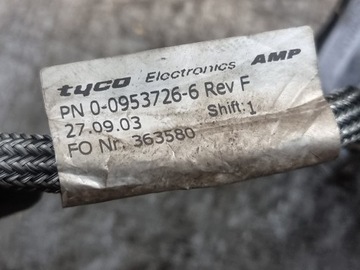 tyco Electronics AMP
PN 0-0953726-6 Rev F
27.09.03 Shift:1
FO Nr. 363580